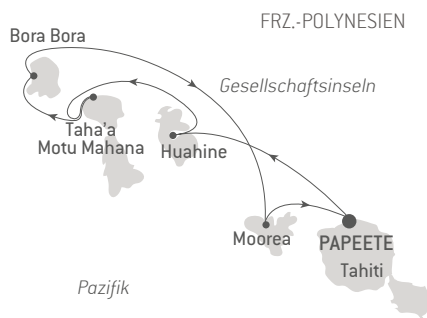 FRZ.-POLYNESIEN
Bora Bora
Gesellschaftsinseln
Taha'a
Motu Mahana
Huahine
Moorea
PAPEETE
Tahiti
Pazifik